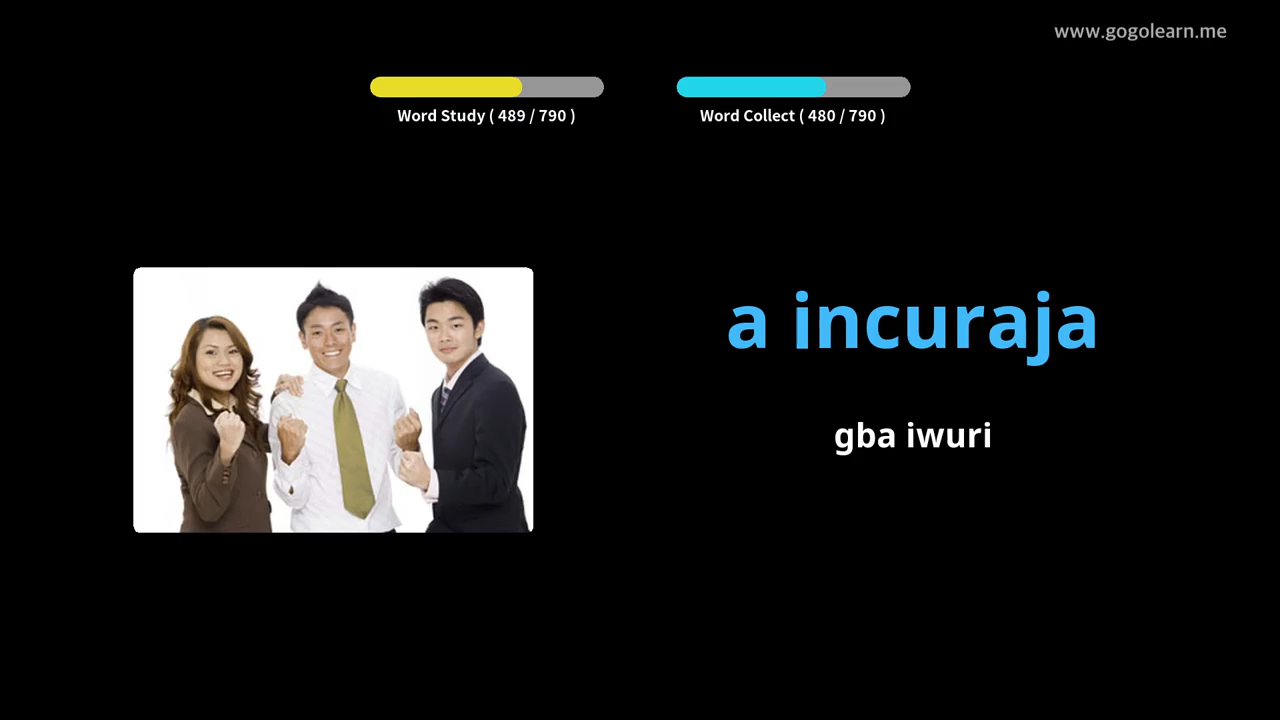 www.gogolearn.me
Word Study ( 489 / 790 )
Word Collect ( 480 / 790 )
a incuraja
gba iwuri